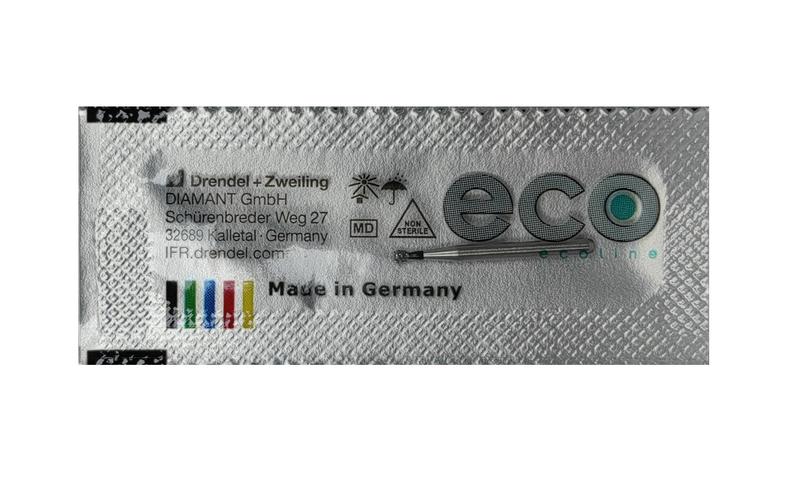 Drendel + Zweiling
DIAMANT GmbH
Schürenbreder Weg 27
32689 Kalletal · Germany
IFR.drendel.com
MD
NON
STERILE
eco
ecoline
Made in Germany